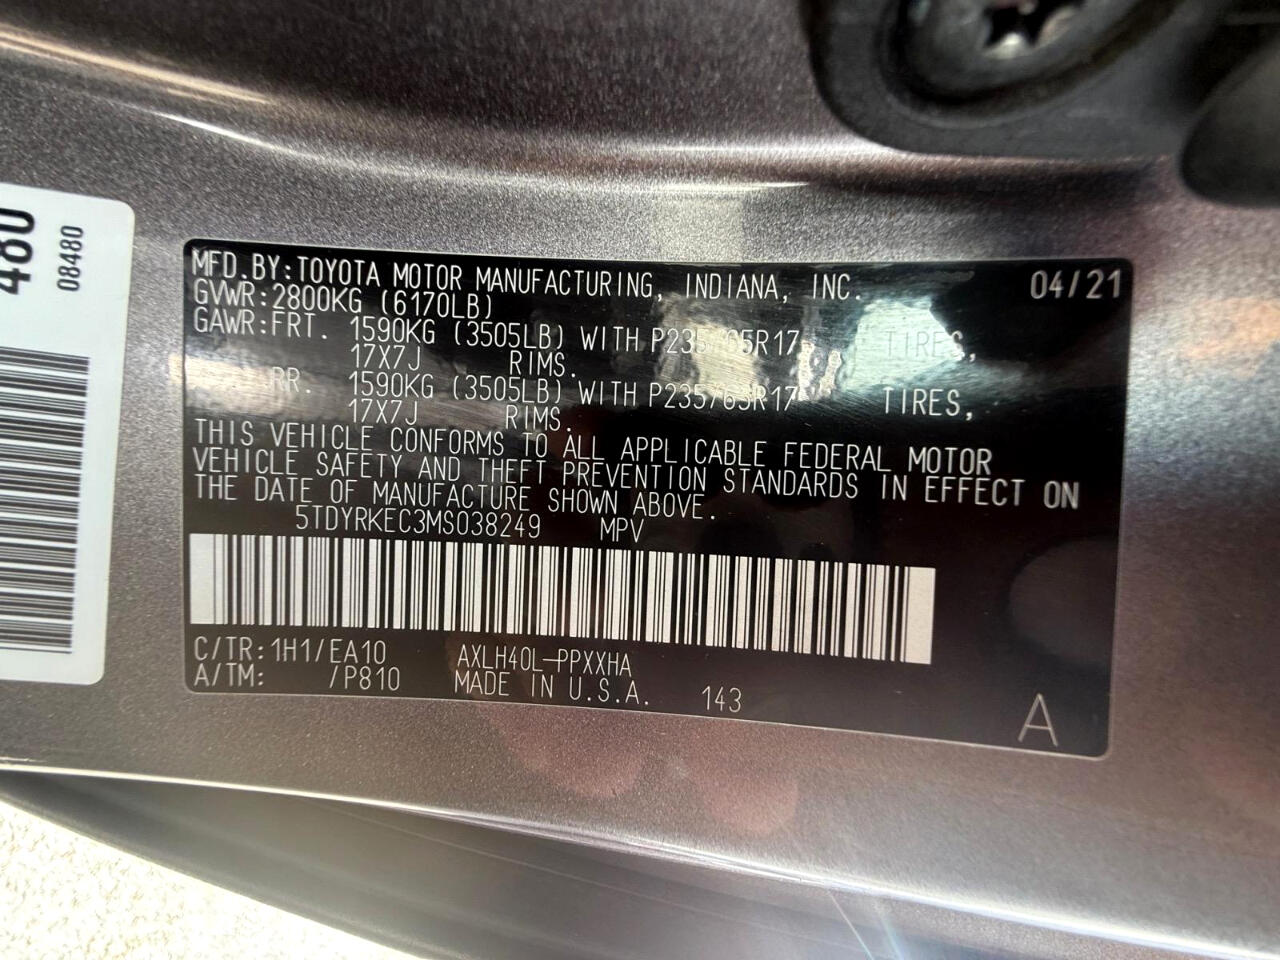 480
08480
MFD.BY:TOYOTA MOTOR MANUFACTURING, INDIANA, INC. 04/21
GVWR:2800KG (6170LB)
GAWR:FRT. 1590KG (3505LB) WITH P235/65R17 TIRES,
17X7J RIMS.
RR. 1590KG (3505LB) WITH P235/65R17 TIRES,
17X7J RIMS.
THIS VEHICLE CONFORMS TO ALL APPLICABLE FEDERAL MOTOR
VEHICLE SAFETY AND THEFT PREVENTION STANDARDS IN EFFECT ON
THE DATE OF MANUFACTURE SHOWN ABOVE.
5TDYRKEC3MS038249 MPV
C/TR:1H1/EA10 AXLH40L-PPXXHA
A/TM: /P810 MADE IN U.S.A. 143
A